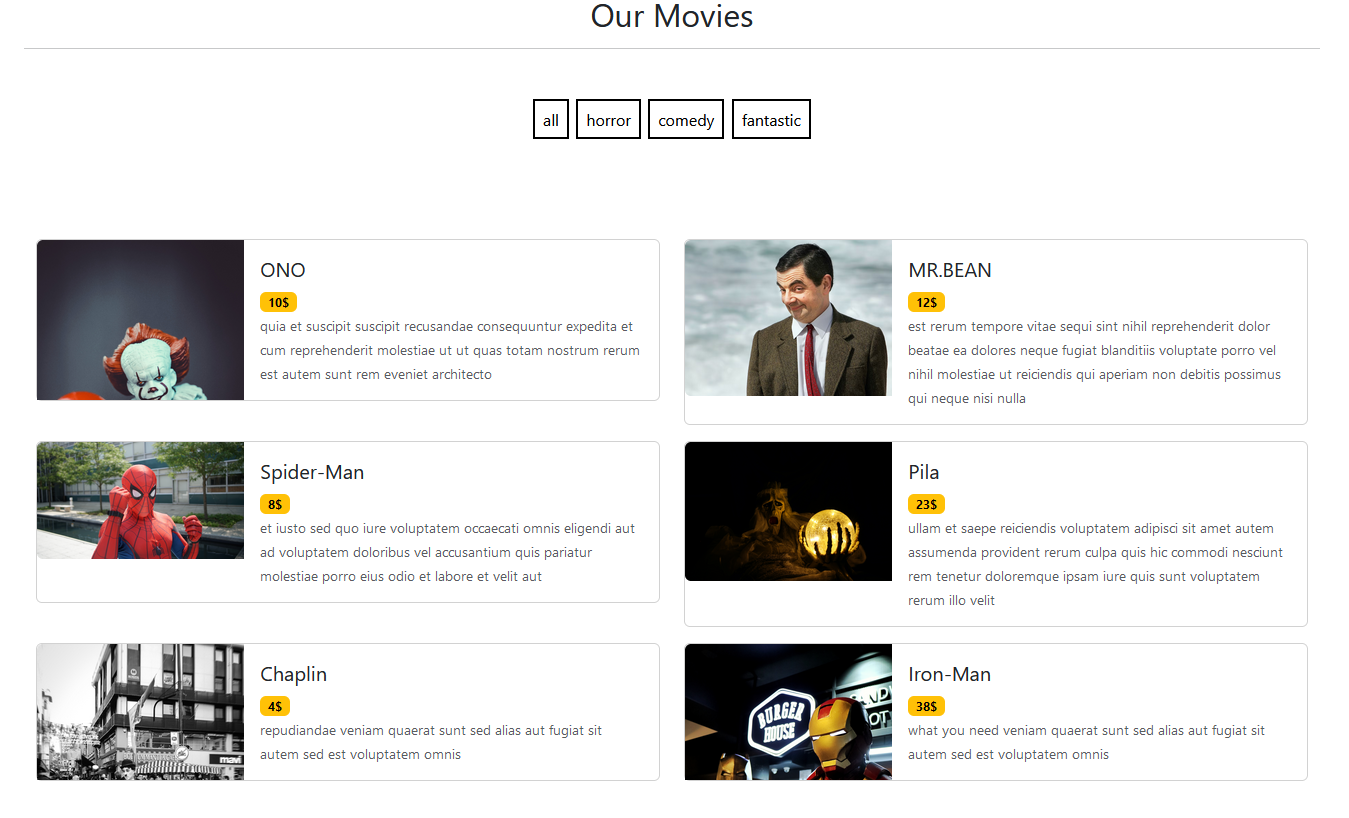 Our Movies
all horror comedy fantastic
ONO
10$
quia et suscipit suscipit recusandae consequuntur expedita et
cum reprehenderit molestiae ut ut quas totam nostrum rerum
est autem sunt rem eveniet architecto
MR.BEAN
12$
est rerum tempore vitae sequi sint nihil reprehenderit dolor
beatae ea dolores neque fugiat blanditiis voluptate porro vel
nihil molestiae ut reiciendis qui aperiam non debitis possimus
qui neque nisi nulla
Spider-Man
8$
et iusto sed quo iure voluptatem occaecati omnis eligendi aut
ad voluptatem doloribus vel accusantium quis pariatur
molestiae porro eius odio et labore et velit aut
Pila
23$
ullam et saepe reiciendis voluptatem adipisci sit amet autem
assumenda provident rerum culpa quis hic commodi nesciunt
rem tenetur doloremque ipsam iure quis sunt voluptatem
rerum illo velit
mavi
Chaplin
4$
repudiandae veniam quaerat sunt sed alias aut fugiat sit
autem sed est voluptatem omnis
BURGER
HOUSE
Iron-Man
38$
what you need veniam quaerat sunt sed alias aut fugiat sit
autem sed est voluptatem omnis